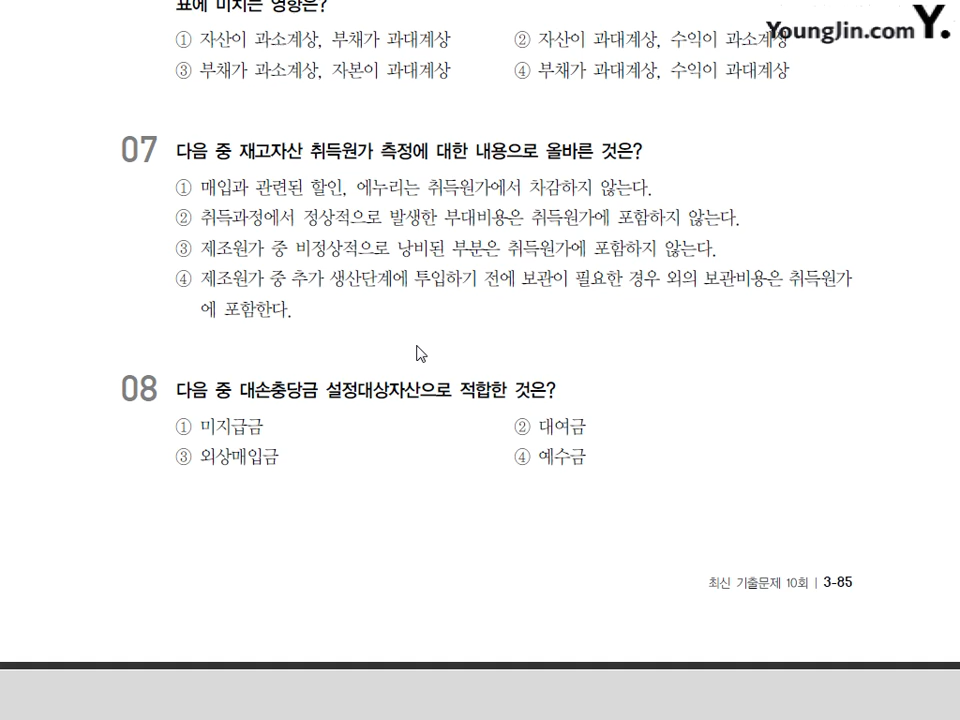 표에 미치는 영향은?
YoungJin.com Y.
① 자산이 과소계상, 부채가 과대계상
② 자산이 과대계상, 수익이 과소계상
③ 부채가 과소계상, 자본이 과대계상
④ 부채가 과대계상, 수익이 과대계상
07 다음 중 재고자산 취득원가 측정에 대한 내용으로 올바른 것은?
① 매입과 관련된 할인, 에누리는 취득원가에서 차감하지 않는다.
② 취득과정에서 정상적으로 발생한 부대비용은 취득원가에 포함하지 않는다.
③ 제조원가 중 비정상적으로 낭비된 부분은 취득원가에 포함하지 않는다.
④ 제조원가 중 추가 생산단계에 투입하기 전에 보관이 필요한 경우 외의 보관비용은 취득원가
에 포함한다.
08 다음 중 대손충당금 설정대상자산으로 적합한 것은?
① 미지급금
② 대여금
③ 외상매입금
④ 예수금
최신 기출문제 10회 | 3-85